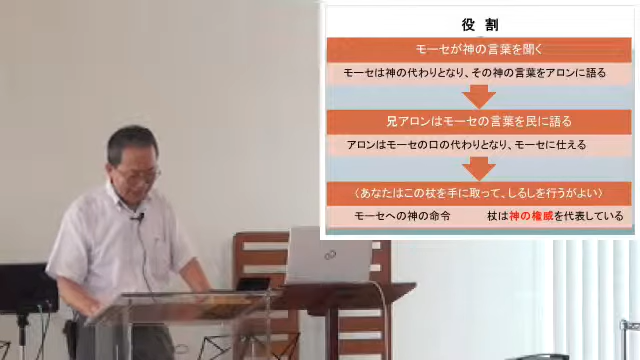 役 割
モーセが神の言葉を聞く
モーセは神の代わりとなり、その神の言葉をアロンに語る
兄アロンはモーセの言葉を民に語る
アロンはモーセの口の代わりとなり、モーセに仕える
(あなたはこの杖を手に取って、しるしを行うがよい)
モーセへの神の命令 杖は神の権威を代表している